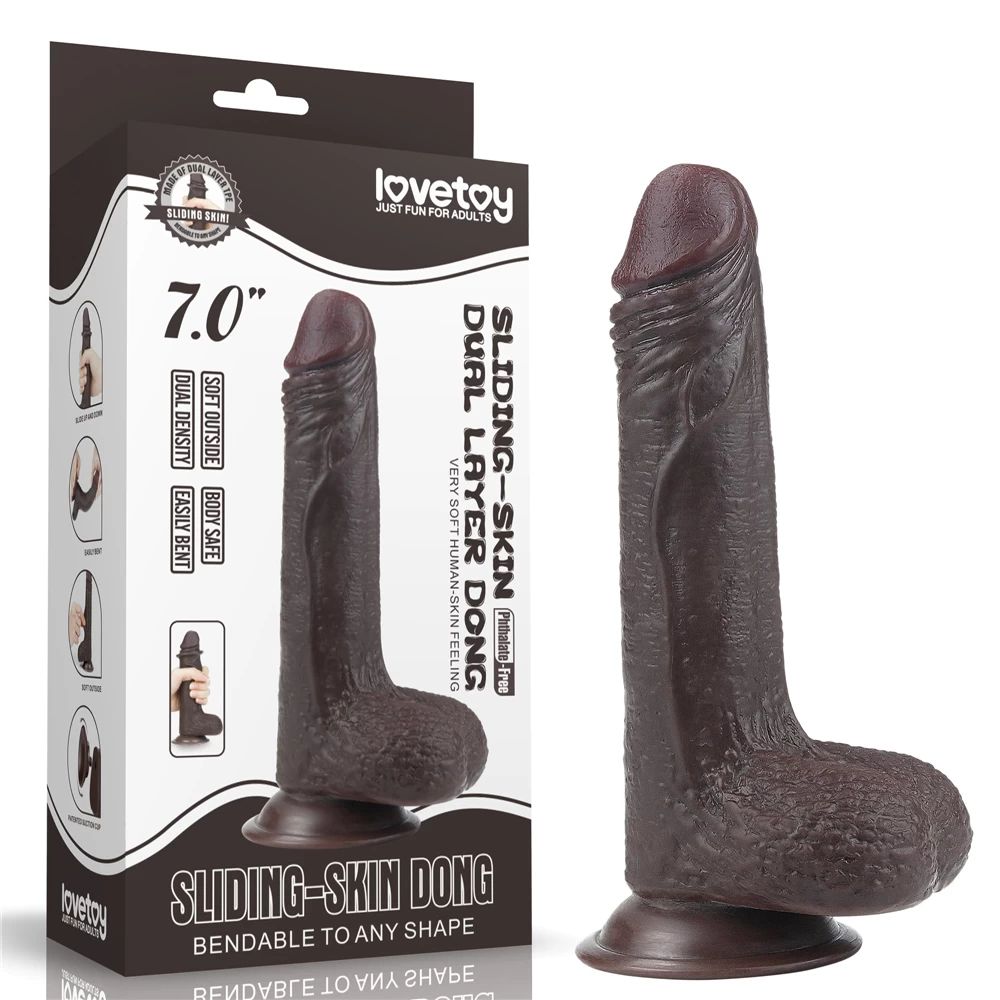 MADE OF DUAL LAYER TPE
SLIDING SKIN!
BENDABLE TO ANY SHAPE
lovetoy
JUST FUN FOR ADULTS
7.0"
SOFT OUTSIDE
DUAL DENSITY
BODY SAFE
EASILY BENT
SLIDING-SKIN
DUAL LAYER DONG
Phthalate-Free
VERY SOFT HUMAN-SKIN FEELING
SLIDE UP AND DOWN
EASILY BENT
SOFT OUTSIDE
PATENTED SUCTION CUP
lovetoy
JUST FUN FOR ADULTS
SLIDING-SKIN DONG
BENDABLE TO ANY SHAPE